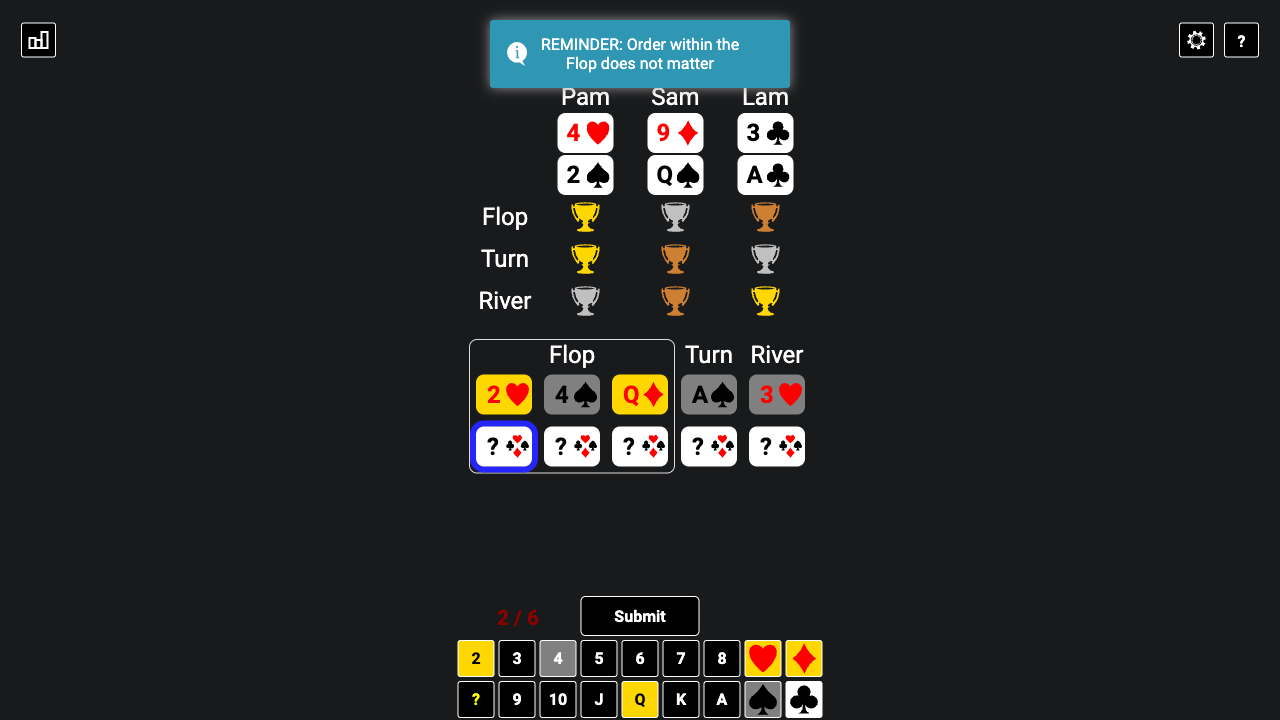 REMINDER: Order within the
Flop does not matter
?
Pam Sam Lam
4 9 3
2 Q A
Flop
Turn
River
Flop Turn River
2 4 Q A 3
? ? ? ? ?
2 / 6 Submit
2 3 4 5 6 7 8
? 9 10 J Q K A